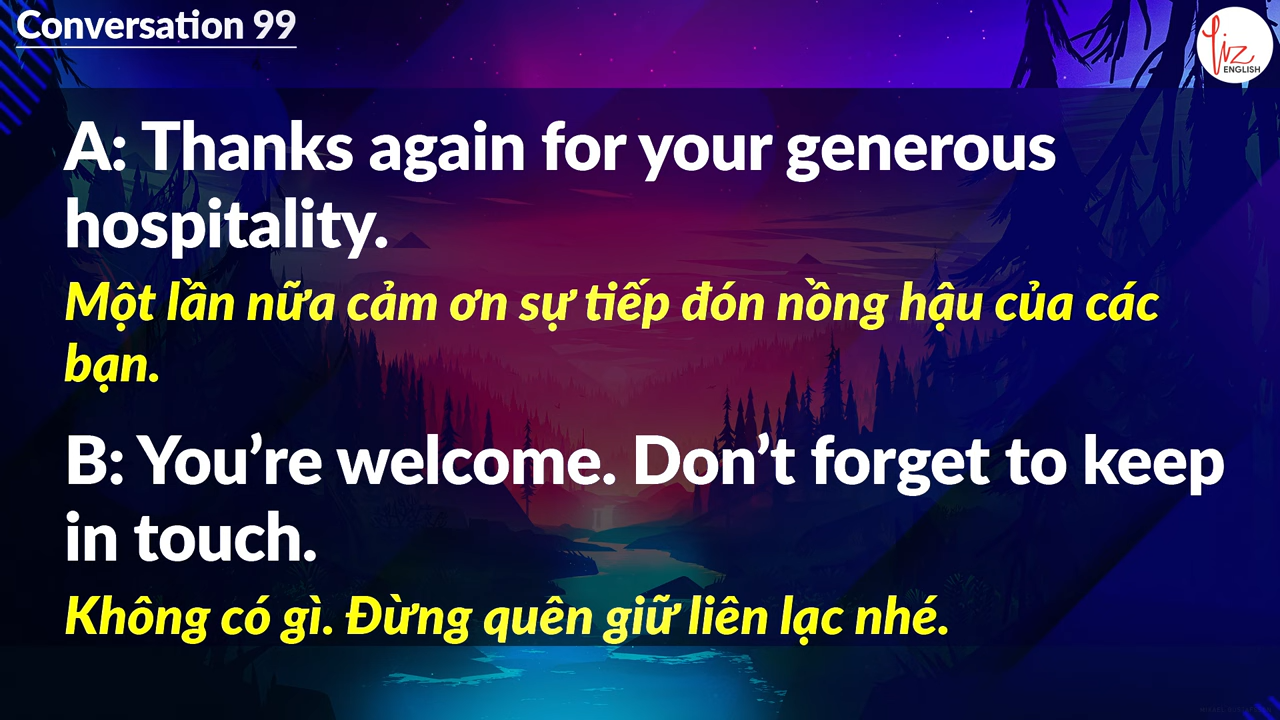 Conversation 99
Liz
ENGLISH
A: Thanks again for your generous
hospitality.
Một lần nữa cảm ơn sự tiếp đón nồng hậu của các
bạn.
B: You’re welcome. Don’t forget to keep
in touch.
Không có gì. Đừng quên giữ liên lạc nhé.